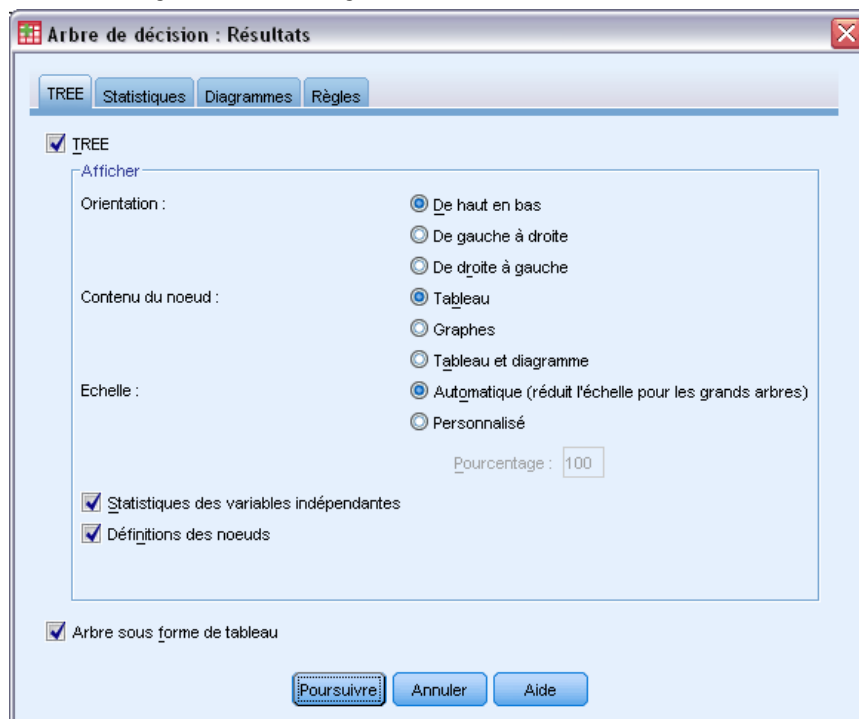 Arbre de décision : Résultats
TREE Statistiques Diagrammes Règles
TREE
Afficher
Orientation : De haut en bas
De gauche à droite
De droite à gauche
Contenu du noeud : Tableau
Graphes
Tableau et diagramme
Echelle : Automatique (réduit l'échelle pour les grands arbres)
Personnalisé
Pourcentage : 100
Statistiques des variables indépendantes
Définitions des noeuds
Arbre sous forme de tableau
Poursuivre Annuler Aide